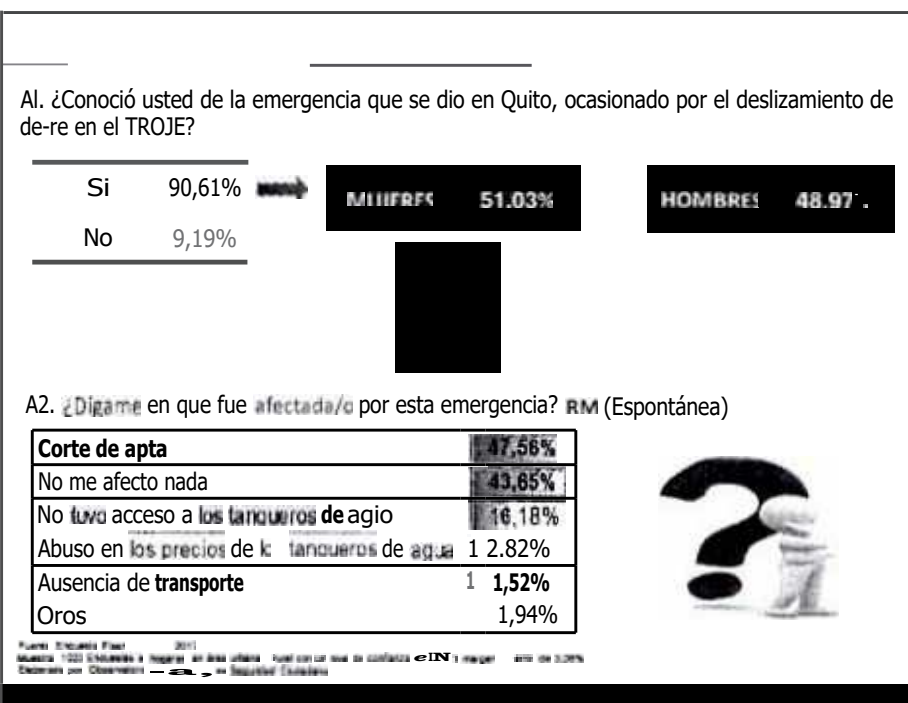 Al. ¿Conoció usted de la emergencia que se dio en Quito, ocasionado por el deslizamiento de
de-re en el TROJE?
Si 90,61%
MUJERES 51.03%
HOMBRES 48.97
No 9,19%
A2. ¿Digame en que fue afectada/o por esta emergencia? RM (Espontánea)
Corte de apta 47,56%
No me afecto nada 43,65%
No tuvo acceso a los tanqueros de agio 16,18%
Abuso en los precios de tanqueros de agua 1 2.82%
Ausencia de transporte 1 1,52%
Oros 1,94%